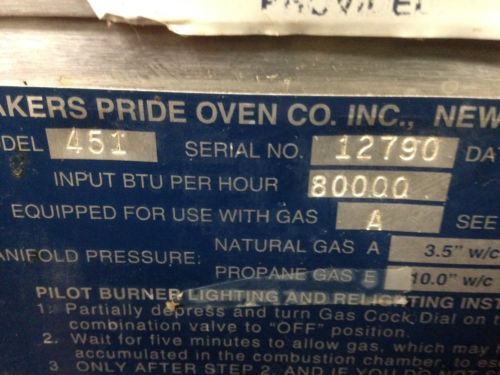 AKERS PRIDE OVEN CO. INC., NEW
ODEL 451 SERIAL NO. 12790 DA
INPUT BTU PER HOUR 80000
EQUIPPED FOR USE WITH GAS A SEE
ANIFOLD PRESSURE: NATURAL GAS A 3.5" w/c
PROPANE GAS E 10.0" w/c
PILOT BURNER LIGHTING AND RELIGHTING INST
1. Partially depress and turn Gas Cock Dial on t
combination valve to "OFF" position.
2. Wait for five minutes to allow gas, which may
accumulated in the combustion chamber, to es
3 ONLY AFTER STEP 2, AND IF YOU DO NOT